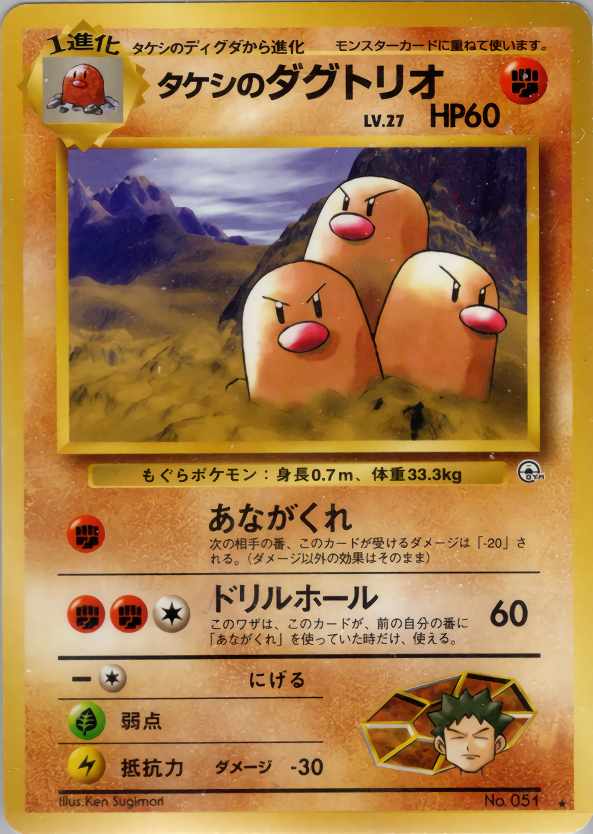 1進化
タケシのディグダから進化
モンスターカードに重ねて使います。
タケシのダグトリオ
LV.27 HP60
もぐらポケモン：身長0.7m、体重33.3kg
GYM
あながくれ
次の相手の番、このカードが受けるダメージは「-20」さ
れる。（ダメージ以外の効果はそのまま）
ドリルホール
このワザは、このカードが、前の自分の番に
「あながくれ」を使っていた時だけ、使える。
60
にげる
弱点
抵抗力 ダメージ -30
Illus.Ken Sugimori
No.051 ★